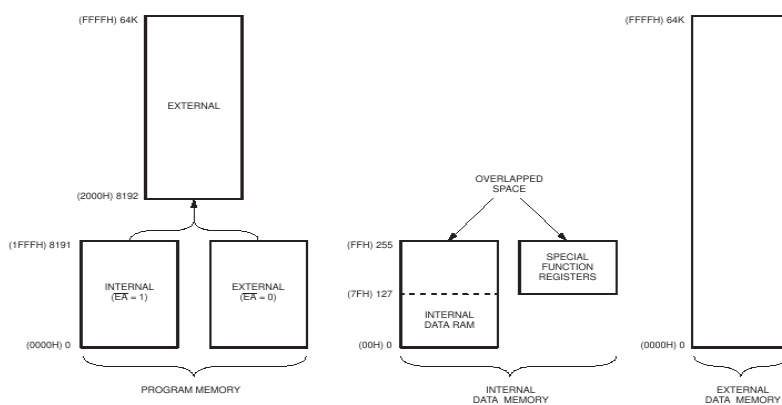 (FFFFH) 64K
EXTERNAL
(2000H) 8192
(1FFFH) 8191
INTERNAL
(E̅A̅ = 1)
EXTERNAL
(E̅A̅ = 0)
(0000H) 0
PROGRAM MEMORY
OVERLAPPED
SPACE
(FFH) 255
SPECIAL
FUNCTION
REGISTERS
(7FH) 127
INTERNAL
DATA RAM
(00H) 0
INTERNAL
DATA MEMORY
(FFFFH) 64K
(0000H) 0
EXTERNAL
DATA MEMORY